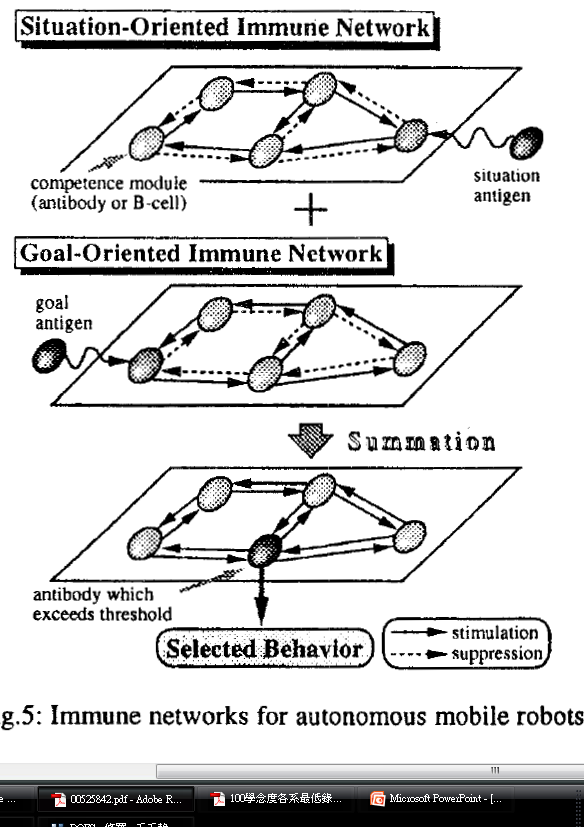 Situation-Oriented Immune Network
competence module
(antibody or B-cell)
situation
antigen
+
Goal-Oriented Immune Network
goal
antigen
Summation
antibody which
exceeds threshold
Selected Behavior
stimulation
suppression
g.5: Immune networks for autonomous mobile robots
e ...
00525842.pdf - Adobe R...
100學念度各系最低錄...
Microsoft PowerPoint - [...